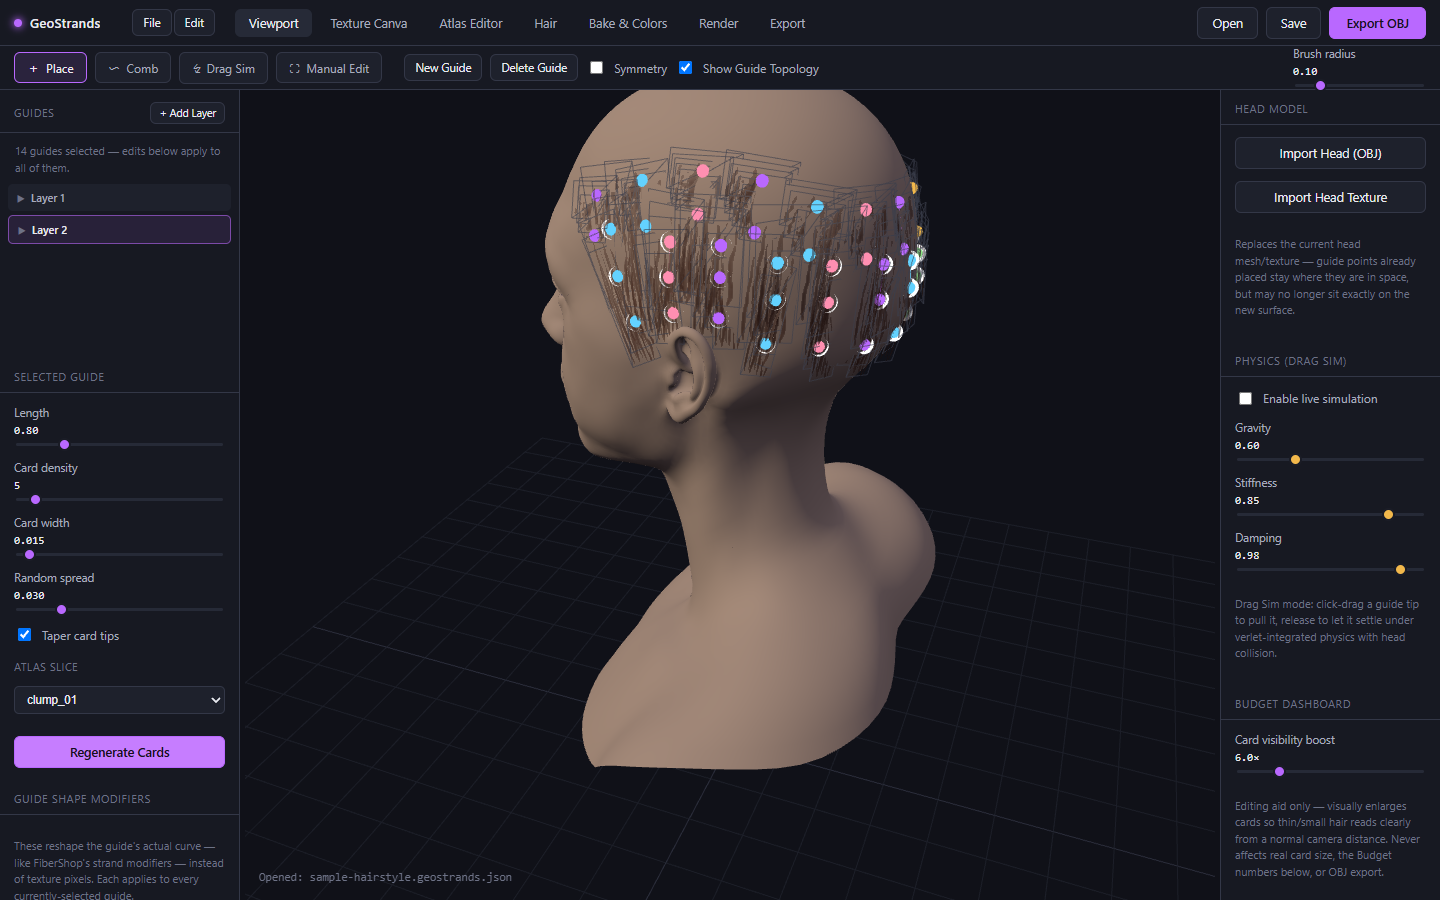 GeoStrands
File
Edit
Viewport
Texture Canva
Atlas Editor
Hair
Bake & Colors
Render
Export
Open
Save
Export OBJ
Place
Comb
Drag Sim
Manual Edit
New Guide
Delete Guide
Symmetry
Show Guide Topology
Brush radius
0.10
GUIDES
+ Add Layer
14 guides selected — edits below apply to
all of them.
Layer 1
Layer 2
SELECTED GUIDE
Length
0.80
Card density
5
Card width
0.015
Random spread
0.030
Taper card tips
ATLAS SLICE
clump_01
Regenerate Cards
GUIDE SHAPE MODIFIERS
These reshape the guide's actual curve —
like FiberShop's strand modifiers — instead
of texture pixels. Each applies to every
currently-selected guide.
Opened: sample-hairstyle.geostrands.json
HEAD MODEL
Import Head (OBJ)
Import Head Texture
Replaces the current head
mesh/texture — guide points already
placed stay where they are in space,
but may no longer sit exactly on the
new surface.
PHYSICS (DRAG SIM)
Enable live simulation
Gravity
0.60
Stiffness
0.85
Damping
0.98
Drag Sim mode: click-drag a guide tip
to pull it, release to let it settle under
verlet-integrated physics with head
collision.
BUDGET DASHBOARD
Card visibility boost
6.0×
Editing aid only — visually enlarges
cards so thin/small hair reads clearly
from a normal camera distance. Never
affects real card size, the Budget
numbers below, or OBJ export.